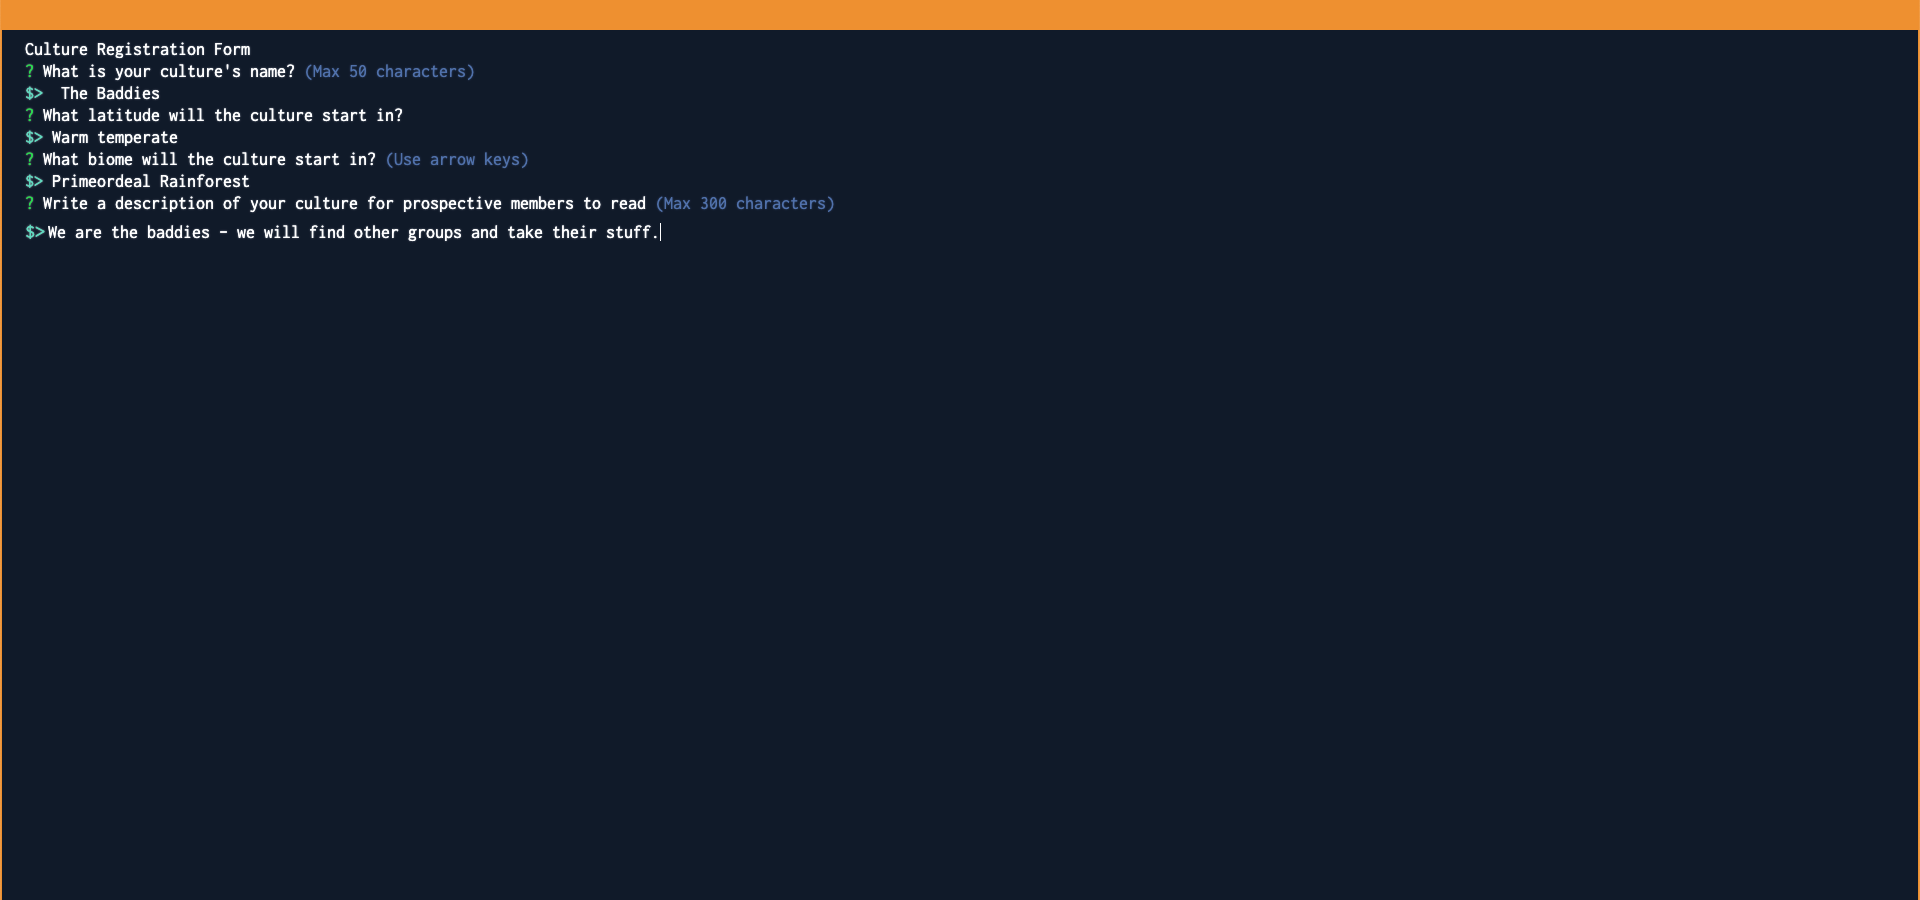 Culture Registration Form
? What is your culture's name? (Max 50 characters)
$>  The Baddies
? What latitude will the culture start in?
$> Warm temperate
? What biome will the culture start in? (Use arrow keys)
$> Primeordeal Rainforest
? Write a description of your culture for prospective members to read (Max 300 characters)
$>We are the baddies - we will find other groups and take their stuff.